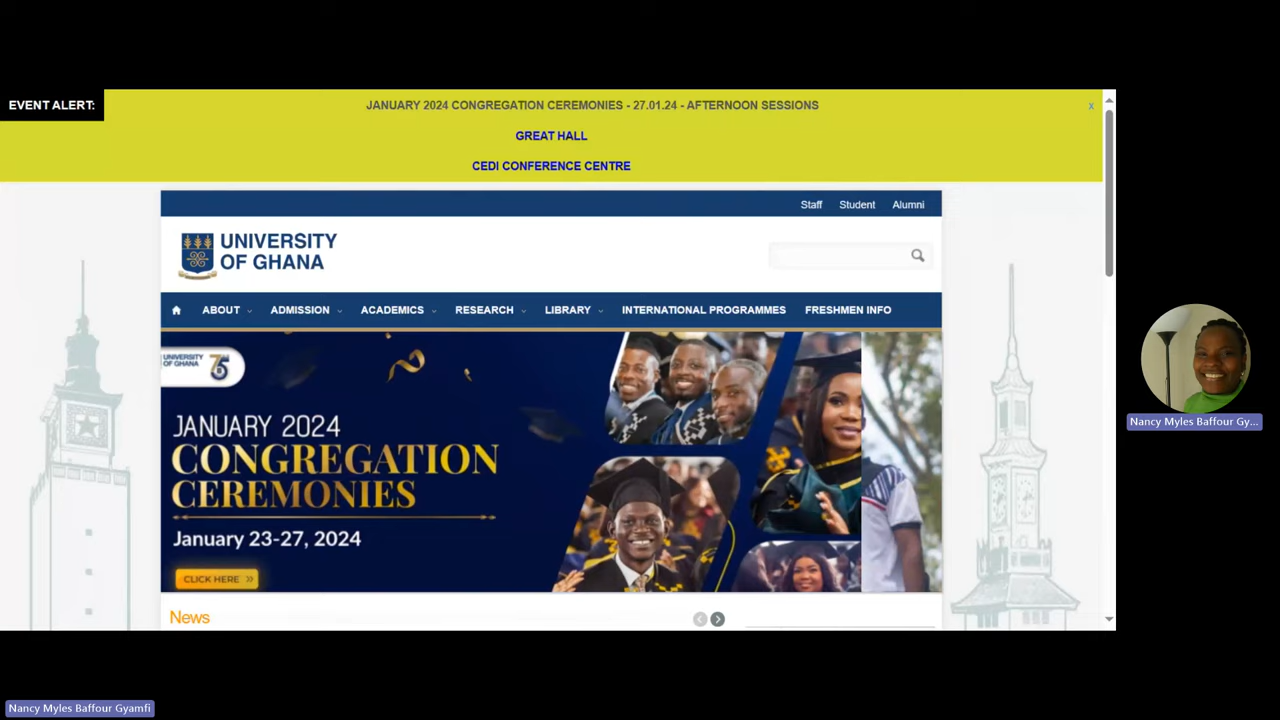 EVENT ALERT:
JANUARY 2024 CONGREGATION CEREMONIES - 27.01.24 - AFTERNOON SESSIONS
x
GREAT HALL
CEDI CONFERENCE CENTRE
Staff Student Alumni
UNIVERSITY
OF GHANA
ABOUT ADMISSION ACADEMICS RESEARCH LIBRARY INTERNATIONAL PROGRAMMES FRESHMEN INFO
UNIVERSITY
OF GHANA
75
JANUARY 2024
CONGREGATION
CEREMONIES
January 23-27, 2024
CLICK HERE »
News
Nancy Myles Baffour Gy...
Nancy Myles Baffour Gyamfi